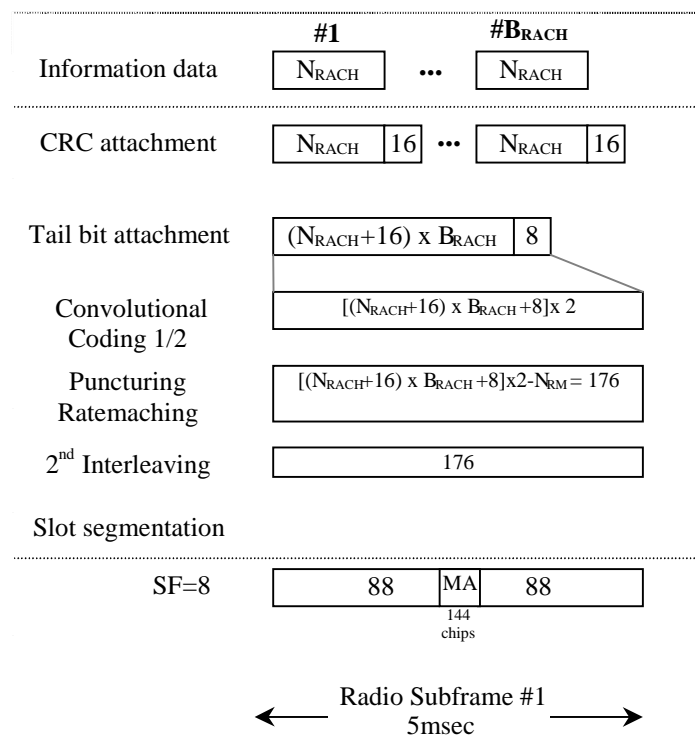 #1 #BRACH
Information data NRACH ••• NRACH
CRC attachment NRACH 16 ••• NRACH 16
Tail bit attachment (NRACH+16) x BRACH 8
Convolutional
Coding 1/2
[(NRACH+16) x BRACH+8]x 2
Puncturing
Ratemaching
[(NRACH+16) x BRACH+8]x2-NRM = 176
2nd Interleaving 176
Slot segmentation
SF=8 88 MA 88
144
chips
Radio Subframe #1
5msec